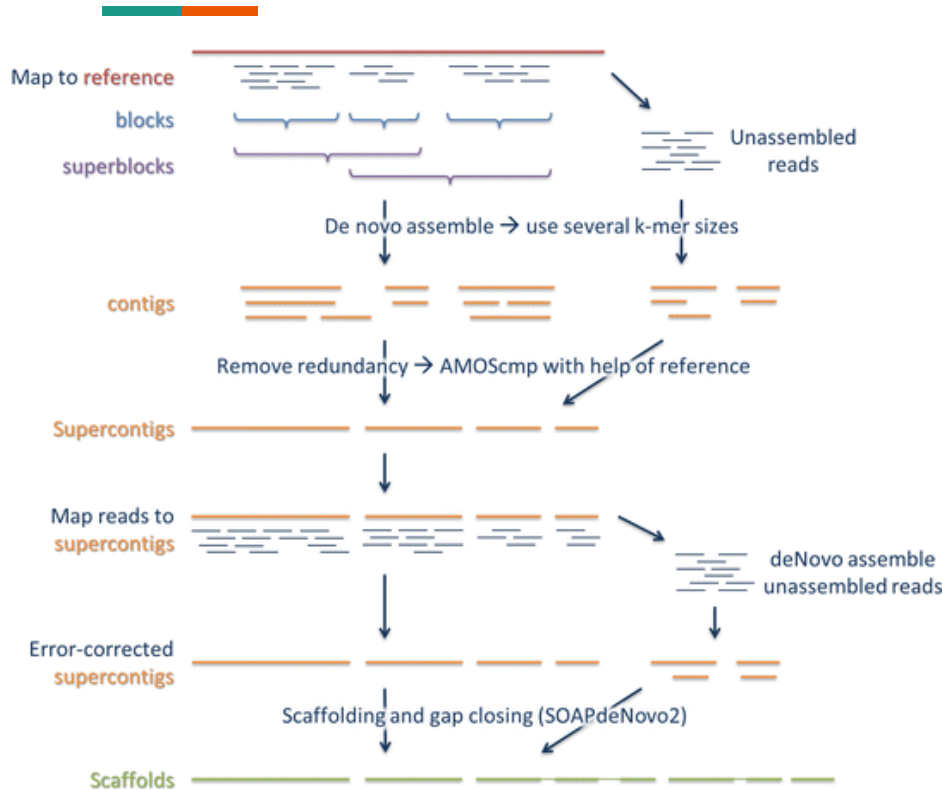 Map to reference
blocks
superblocks
Unassembled
reads
De novo assemble → use several k-mer sizes
contigs
Remove redundancy → AMOScmp with help of reference
Supercontigs
Map reads to
supercontigs
deNovo assemble
unassembled reads
Error-corrected
supercontigs
Scaffolding and gap closing (SOAPdeNovo2)
Scaffolds